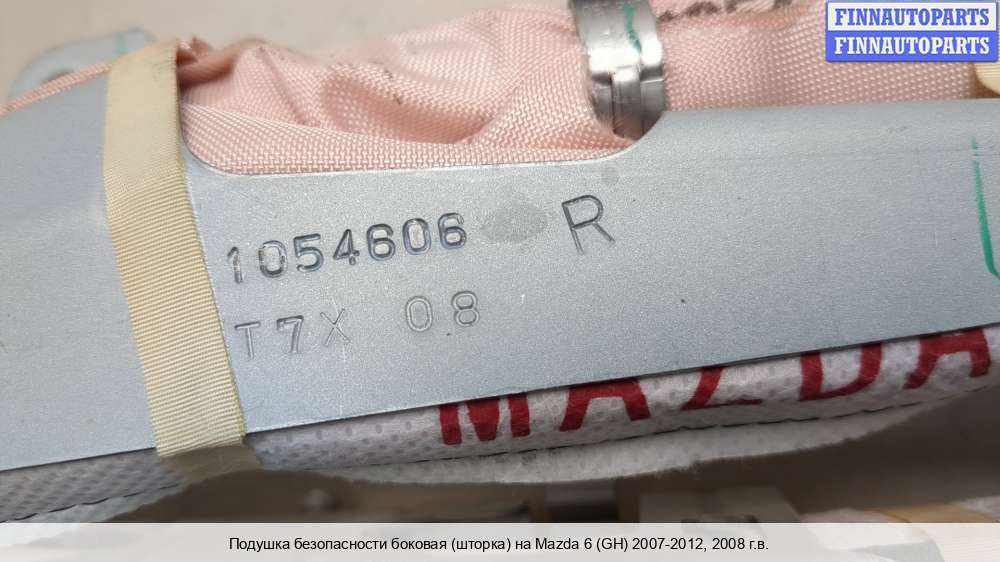 FINNAUTOPARTS
FINNAUTOPARTS
1054606 R
T7X 08
MAZDA
Подушка безопасности боковая (шторка) на Mazda 6 (GH) 2007-2012, 2008 г.в.